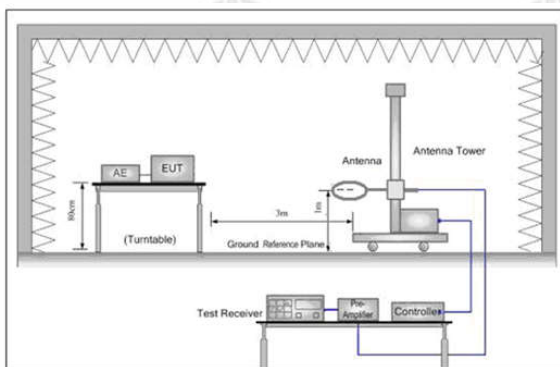 Antenna
Antenna Tower
AE
EUT
80cm
(Turntable)
3m
1m
Ground Reference Plane
Test Receiver
Pre-
Amplifier
Controller